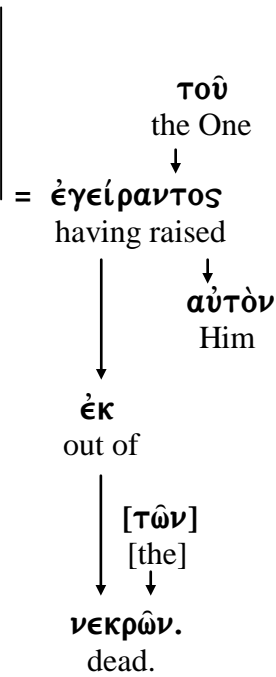 τοῦ
the One
= ἐγείραντος
having raised
αὐτὸν
Him
ἐκ
out of
[τῶν]
[the]
νεκρῶν.
dead.